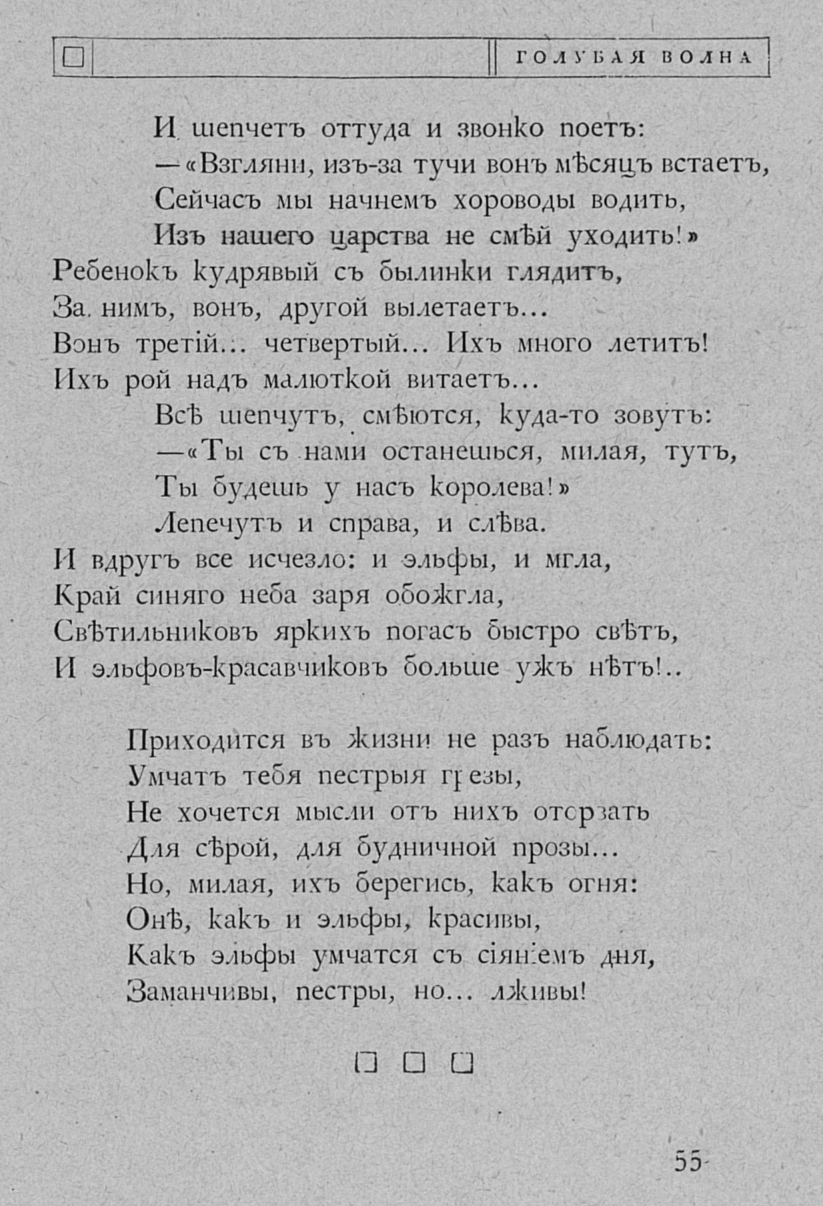 ГОЛУБАЯ ВОЛНА
И шепчетъ оттуда и звонко поетъ:
—«Взгляни, изъ-за тучи вонъ мѣсяцъ встаетъ,
Сейчасъ мы начнемъ хороводы водить,
Изъ нашего царства не смѣй уходить!»
Ребенокъ кудрявый съ былинки глядитъ,
За. нимъ, вонъ, другой вылетаетъ...
Вонъ третій... четвертый... Ихъ много летитъ!
Ихъ рой надъ малюткой витаетъ...
Всѣ шепчутъ, смѣются, куда-то зовутъ:
—«Ты съ нами останешься, милая, тутъ,
Ты будешь у насъ королева!»
Лепечутъ и справа, и слѣва.
И вдругъ все исчезло: и эльфы, и мгла,
Край синяго неба заря обожгла,
Свѣтильниковъ яркихъ погасъ быстро свѣтъ,
И эльфовъ-красавчиковъ больше ужъ нѣтъ!..
Приходится въ жизни не разъ наблюдать:
Умчатъ тебя пестрыя грезы,
Не хочется мысли отъ нихъ оторвать
Для сѣрой, для будничной прозы...
Но, милая, ихъ берегись, какъ огня:
Онѣ, какъ и эльфы, красивы,
Какъ эльфы умчатся съ сіяніемъ дня,
Заманчивы, пестры, но... лживы!
55